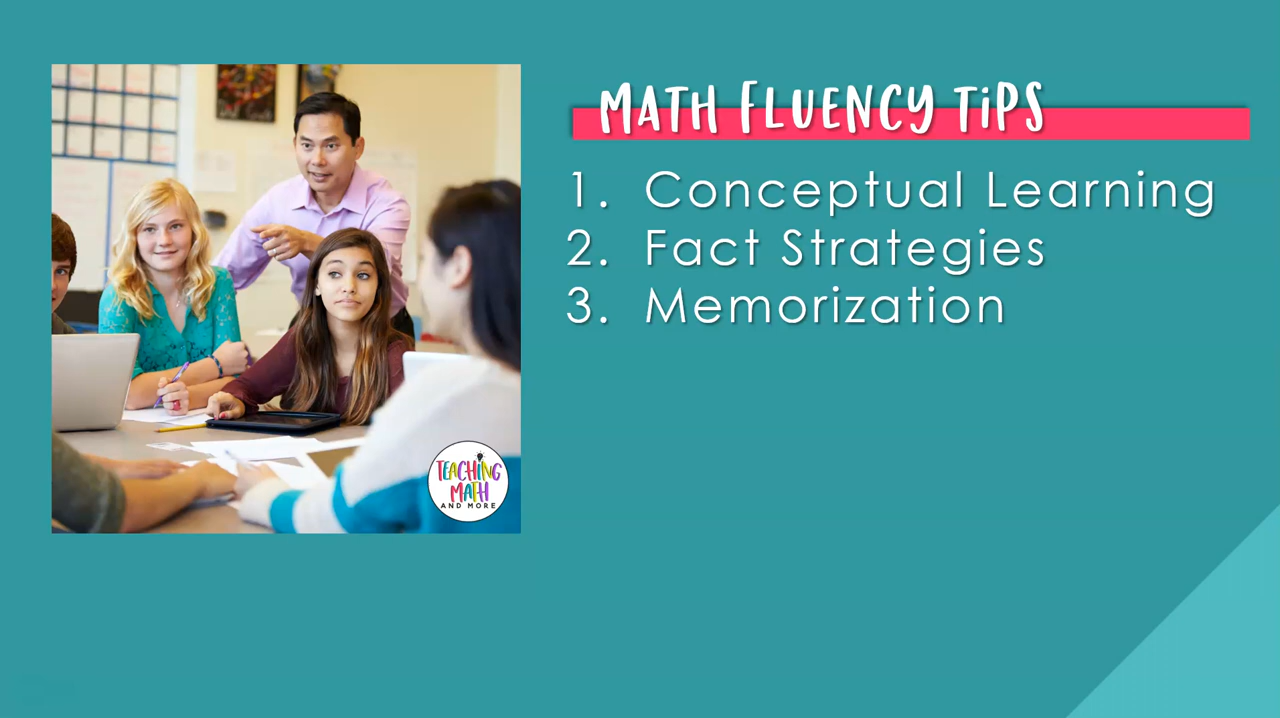 MATH FLUENCY TiPS
1. Conceptual Learning
2. Fact Strategies
3. Memorization
TEACHiNG
MATH
AND MORE